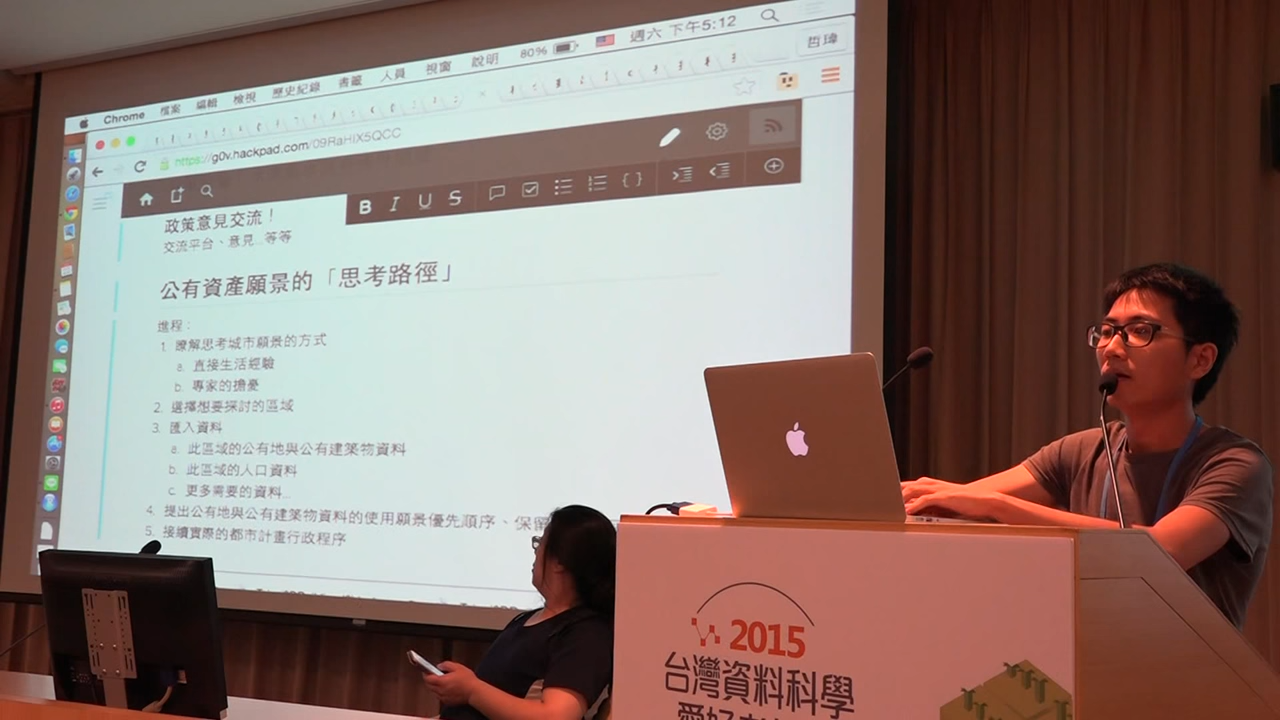 Chrome 檔案 編輯 檢視 歷史紀錄 書籤 人員 視窗 說明 80% 週六 下午5:12
哲瑋
https://g0v.hackpad.com/09RaHIX5QCC
B I U S
政策意見交流！
交流平台、意見...等等
公有資產願景的「思考路徑」
進程：
1. 瞭解思考城市願景的方式
a. 直接生活經驗
b. 專家的擔憂
2. 選擇想要探討的區域
3. 匯入資料
a. 此區域的公有地與公有建築物資料
b. 此區域的人口資料
c. 更多需要的資料...
4. 提出公有地與公有建築物資料的使用願景優先順序、保留
5. 接續實際的都市計畫行政程序
2015
台灣資料科學
愛好者